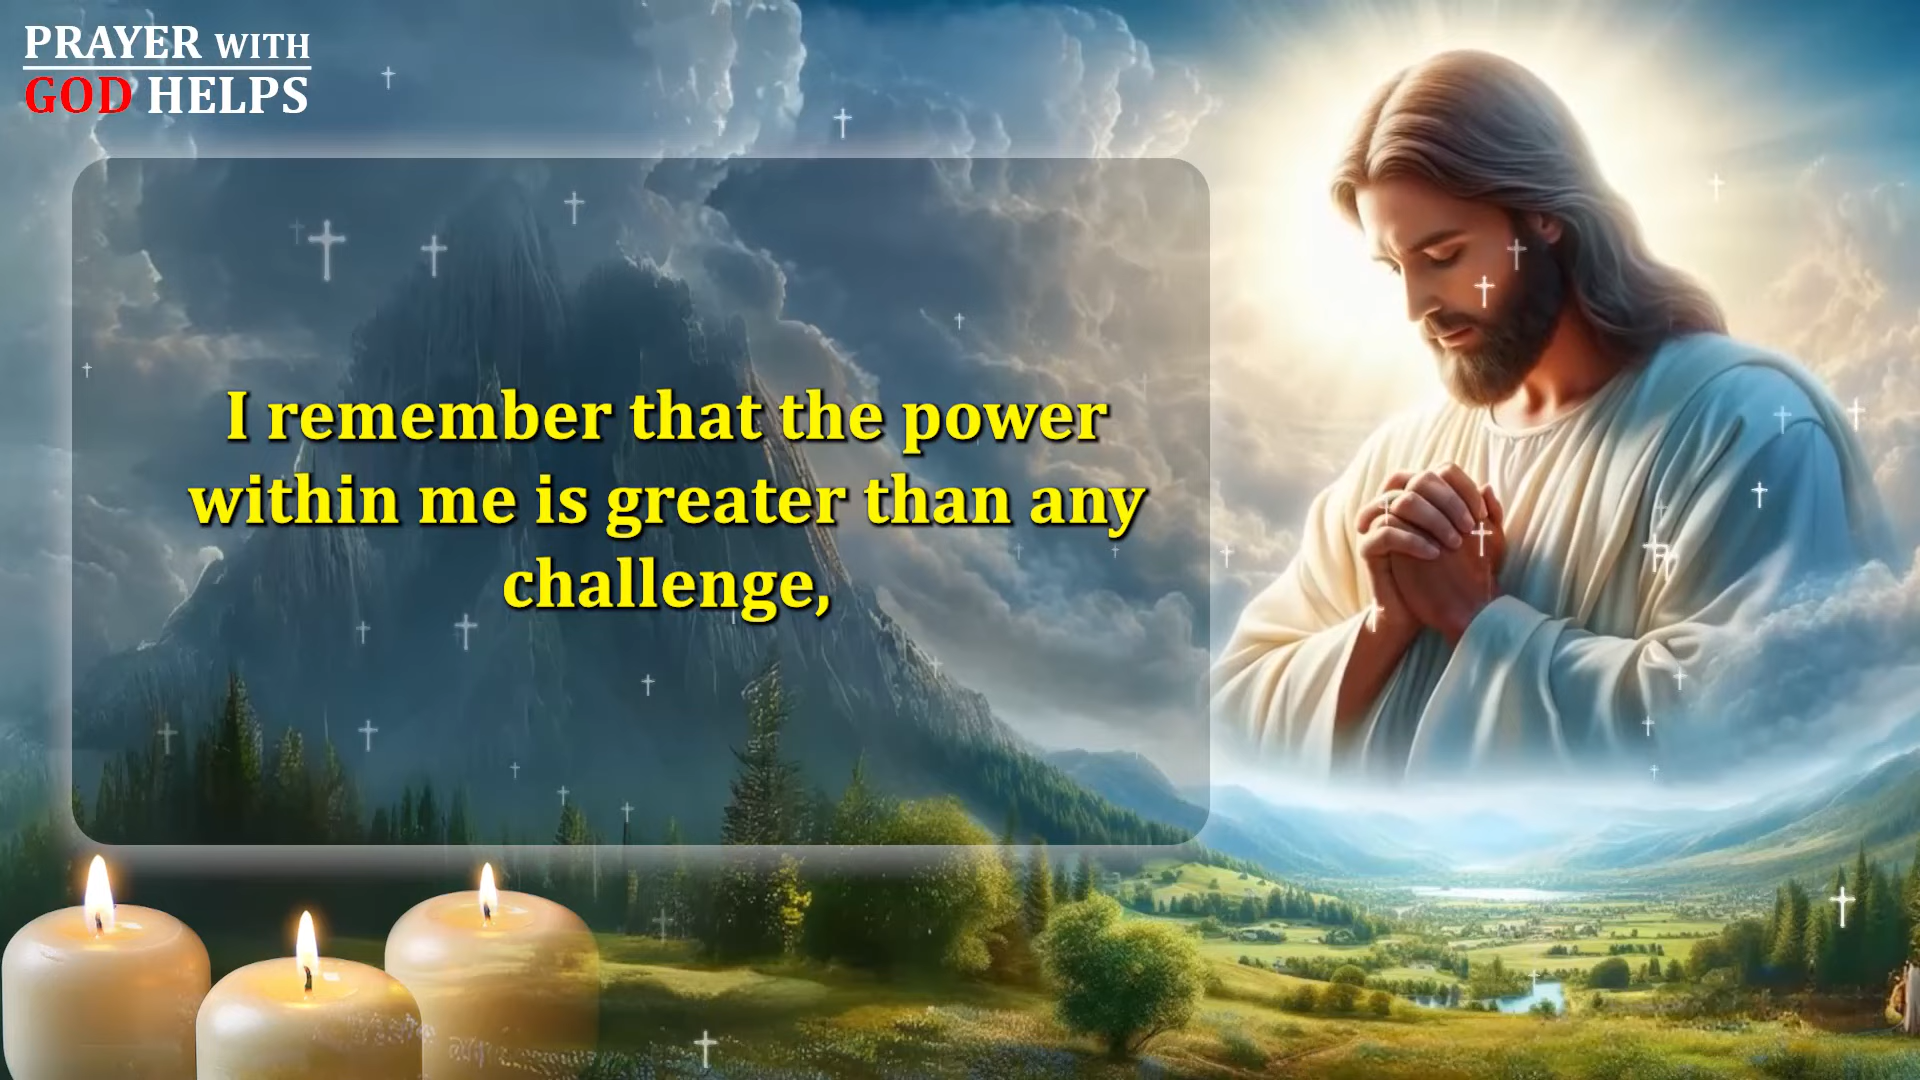 PRAYER WITH
GOD HELPS
I remember that the power
within me is greater than any
challenge,